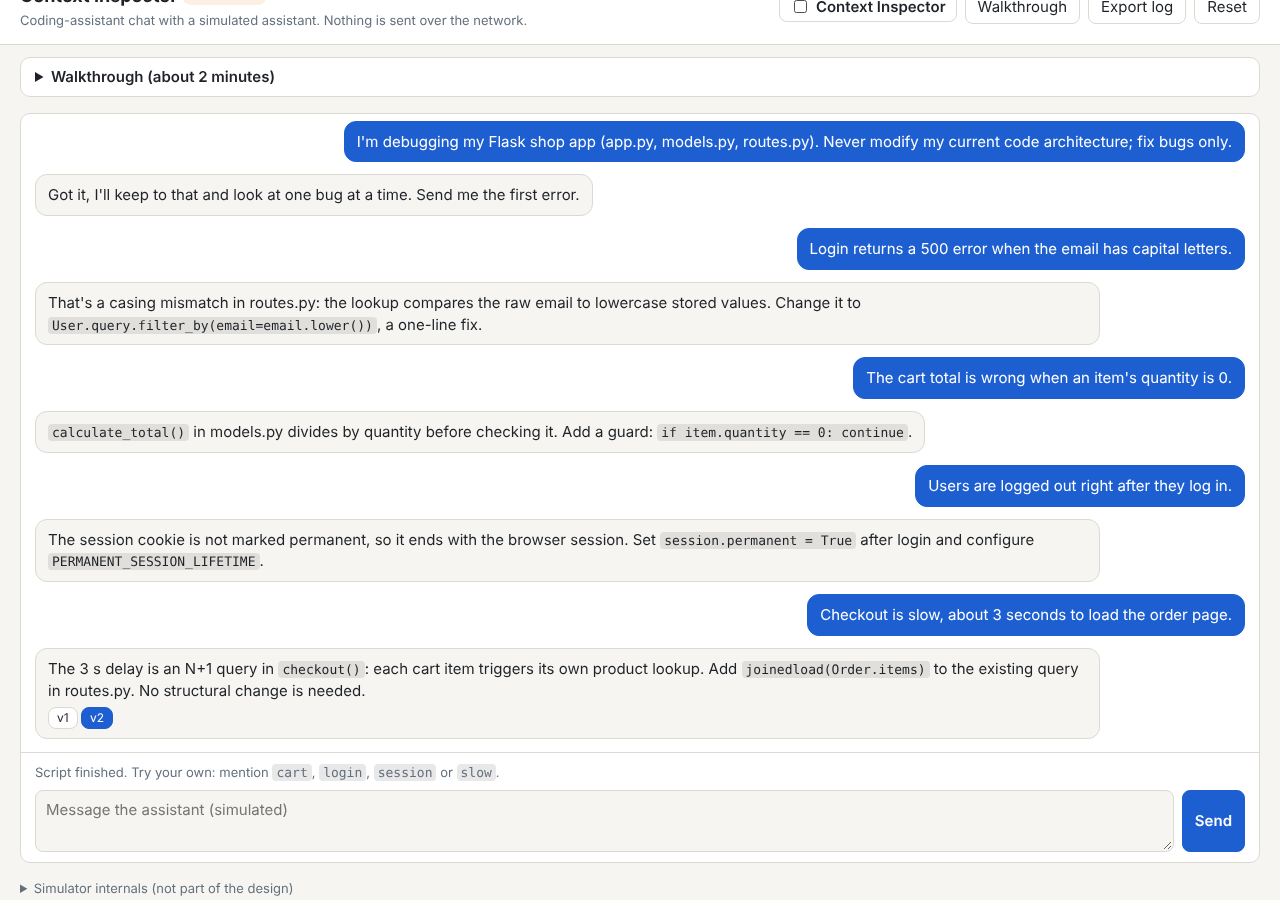 Coding-assistant chat with a simulated assistant. Nothing is sent over the network.
Context Inspector
Walkthrough
Export log
Reset
Walkthrough (about 2 minutes)
I'm debugging my Flask shop app (app.py, models.py, routes.py). Never modify my current code architecture; fix bugs only.
Got it, I'll keep to that and look at one bug at a time. Send me the first error.
Login returns a 500 error when the email has capital letters.
That's a casing mismatch in routes.py: the lookup compares the raw email to lowercase stored values. Change it to
User.query.filter_by(email=email.lower()), a one-line fix.
The cart total is wrong when an item's quantity is 0.
calculate_total() in models.py divides by quantity before checking it. Add a guard: if item.quantity == 0: continue.
Users are logged out right after they log in.
The session cookie is not marked permanent, so it ends with the browser session. Set session.permanent = True after login and configure
PERMANENT_SESSION_LIFETIME.
Checkout is slow, about 3 seconds to load the order page.
The 3 s delay is an N+1 query in checkout(): each cart item triggers its own product lookup. Add joinedload(Order.items) to the existing query
in routes.py. No structural change is needed.
v1 v2
Script finished. Try your own: mention cart, login, session or slow.
Message the assistant (simulated)
Send
Simulator internals (not part of the design)